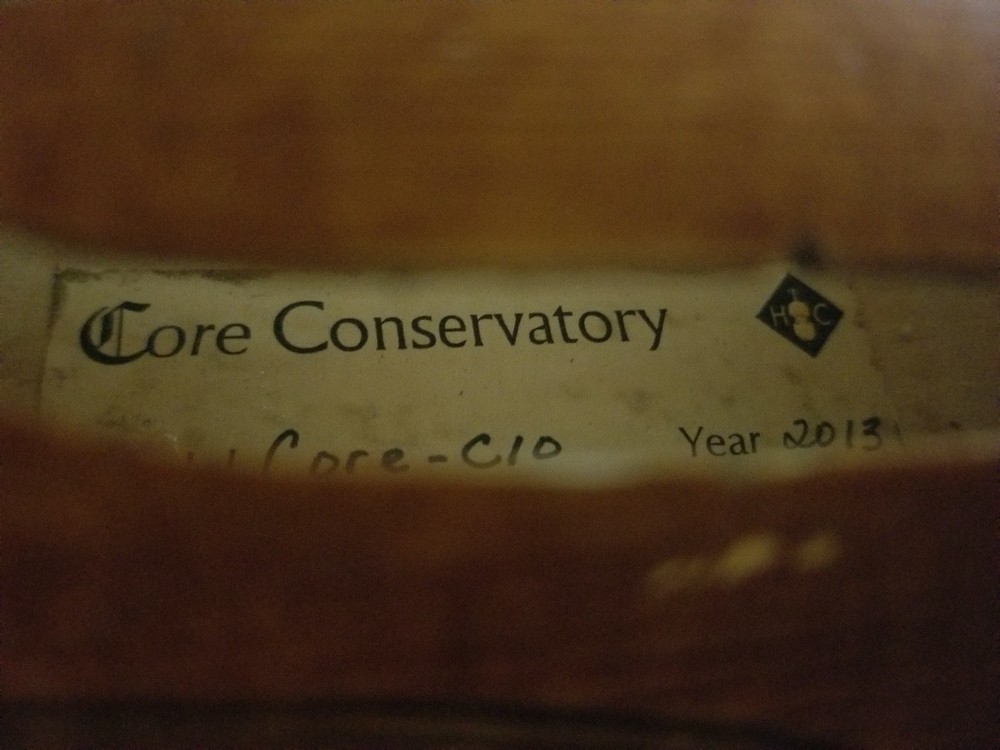 Core Conservatory
H C
Core-C10
Year 2013